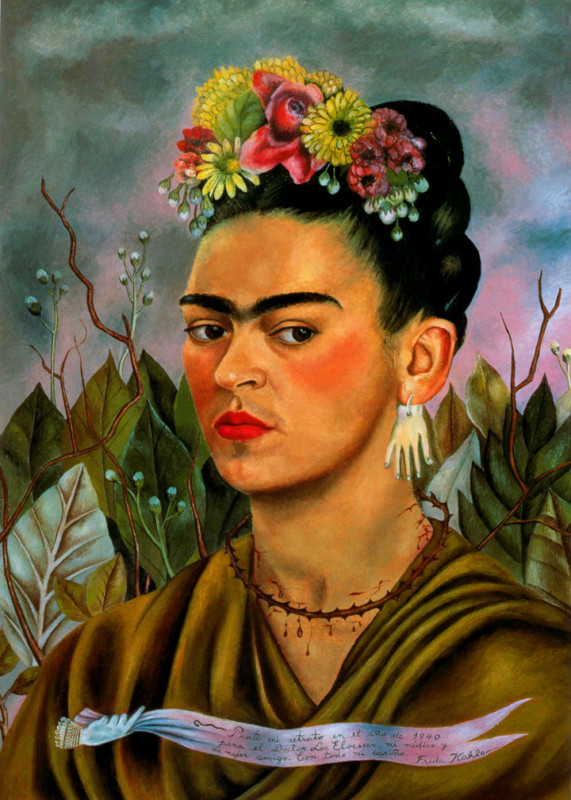 Pinté mi retrato en el año de 1940
para el Doctor Leo Eloesser, mi médico y
mi mejor amigo. Con todo mi cariño. Frida Kahlo